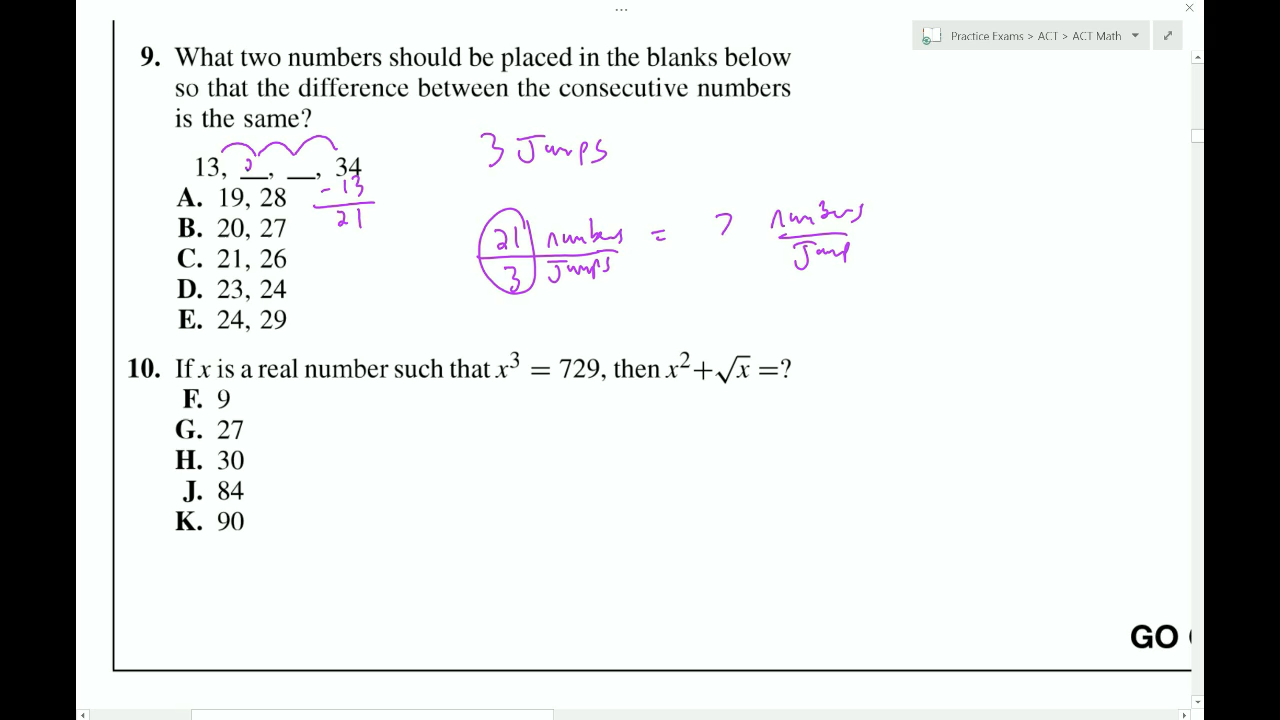 ...
Practice Exams > ACT > ACT Math
9. What two numbers should be placed in the blanks below
so that the difference between the consecutive numbers
is the same?
13, __, __, 34
- 13
21
A. 19, 28
B. 20, 27
C. 21, 26
D. 23, 24
E. 24, 29
3 Jumps
21 numbers = 7 numbers
3 Jumps Jump
10. If x is a real number such that x³ = 729, then x² + √x = ?
F. 9
G. 27
H. 30
J. 84
K. 90
GO